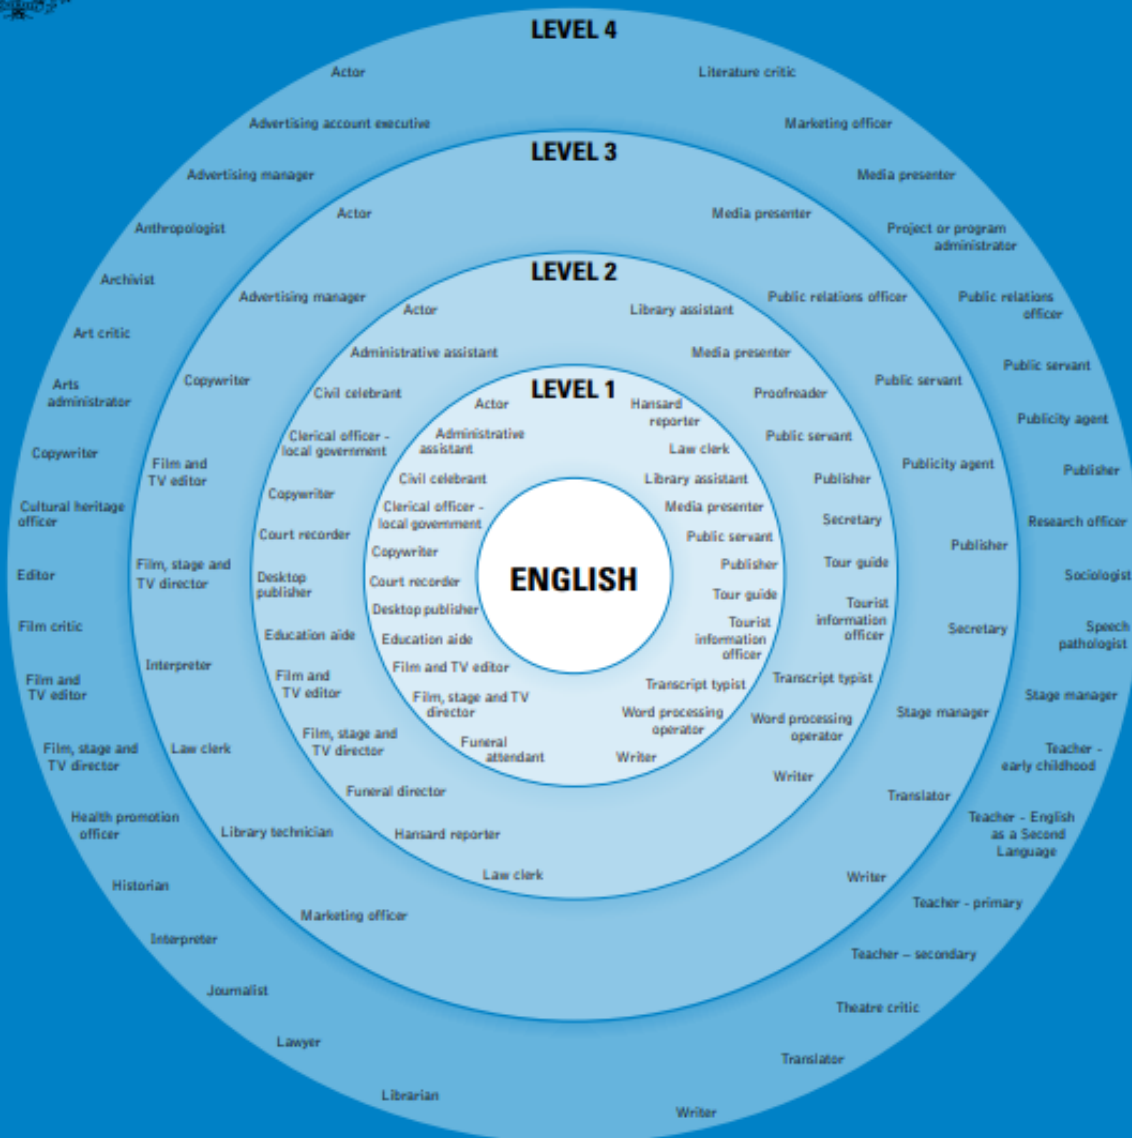 LEVEL 4
Actor
Advertising account executive
Advertising manager
Anthropologist
Archivist
Art critic
Arts
administrator
Copywriter
Cultural heritage
officer
Editor
Film critic
Film and
TV editor
Film, stage and
TV director
Health promotion
officer
Historian
Interpreter
Journalist
Lawyer
Librarian
Literature critic
Marketing officer
Media presenter
Project or program
administrator
Public relations
officer
Public servant
Publicity agent
Publisher
Research officer
Sociologist
Speech
pathologist
Stage manager
Teacher -
early childhood
Teacher - English
as a Second
Language
Teacher - primary
Teacher – secondary
Theatre critic
Translator
Writer
LEVEL 3
Actor
Advertising manager
Copywriter
Film and
TV editor
Film, stage and
TV director
Interpreter
Law clerk
Library technician
Marketing officer
Media presenter
Public relations officer
Public servant
Publicity agent
Publisher
Secretary
Stage manager
Translator
Writer
LEVEL 2
Actor
Administrative assistant
Civil celebrant
Clerical officer -
local government
Copywriter
Court recorder
Desktop
publisher
Education aide
Film and
TV editor
Film, stage and
TV director
Funeral director
Hansard reporter
Law clerk
Library assistant
Media presenter
Proofreader
Public servant
Publisher
Secretary
Tour guide
Tourist
information
officer
Transcript typist
Word processing
operator
Writer
LEVEL 1
Actor
Administrative
assistant
Civil celebrant
Clerical officer -
local government
Copywriter
Court recorder
Desktop publisher
Education aide
Film and TV editor
Film, stage and TV
director
Funeral
attendant
Hansard
reporter
Law clerk
Library assistant
Media presenter
Public servant
Publisher
Tour guide
Tourist
information
officer
Transcript typist
Word processing
operator
Writer
ENGLISH